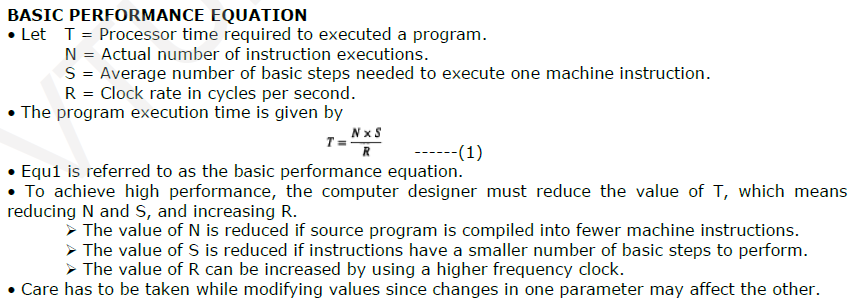 BASIC PERFORMANCE EQUATION
• Let T = Processor time required to executed a program.
N = Actual number of instruction executions.
S = Average number of basic steps needed to execute one machine instruction.
R = Clock rate in cycles per second.
• The program execution time is given by
T = N x S / R ------(1)
• Equ1 is referred to as the basic performance equation.
• To achieve high performance, the computer designer must reduce the value of T, which means
reducing N and S, and increasing R.
➢ The value of N is reduced if source program is compiled into fewer machine instructions.
➢ The value of S is reduced if instructions have a smaller number of basic steps to perform.
➢ The value of R can be increased by using a higher frequency clock.
• Care has to be taken while modifying values since changes in one parameter may affect the other.